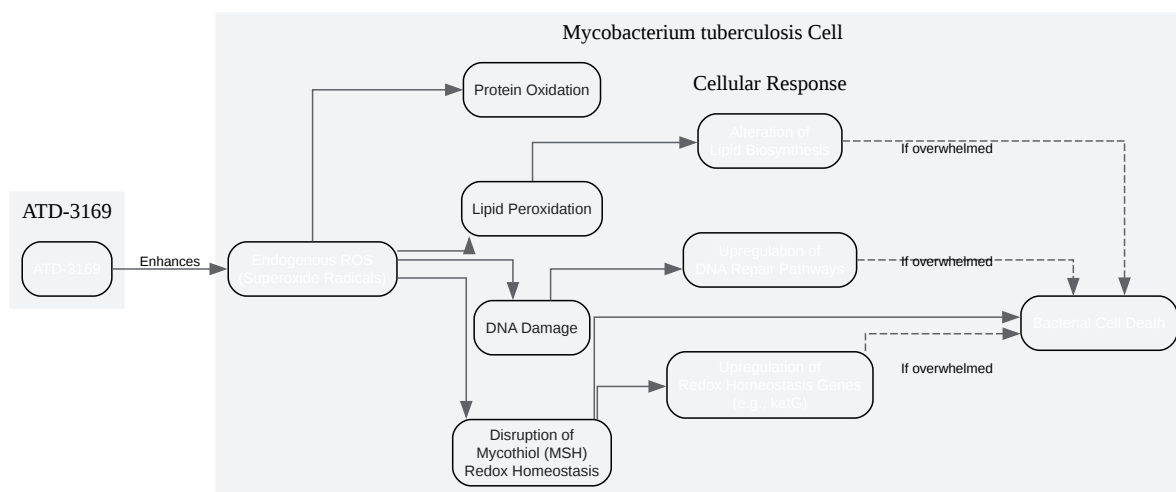 Mycobacterium tuberculosis Cell
Cellular Response
Protein Oxidation
Alteration of
Lipid Biosynthesis
If overwhelmed
ATD-3169
Lipid Peroxidation
ATD-3169
Enhances
Endogenous ROS
(Superoxide Radicals)
Upregulation of
DNA Repair Pathways
If overwhelmed
DNA Damage
Bacterial Cell Death
Upregulation of
Redox Homeostasis Genes
(e.g., katG)
If overwhelmed
Disruption of
Mycothiol (MSH)
Redox Homeostasis